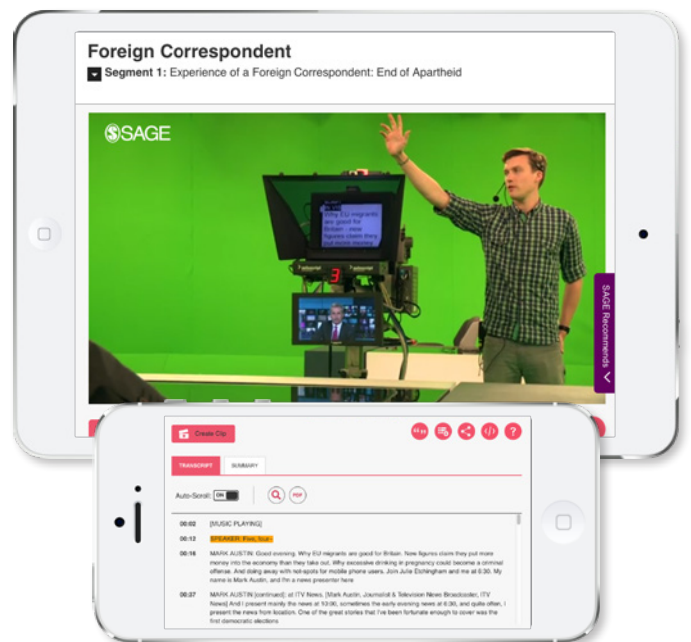 Foreign Correspondent
Segment 1: Experience of a Foreign Correspondent: End of Apartheid
SSAGE
Why EU migrants
are good for
Britain - now
figures claim they
put more money
3
SAGE Recommends
Create Clip
TRANSCRIPT
SUMMARY
Auto-Scroll: ON
PDF
00:02 [MUSIC PLAYING]
00:12 SPEAKER: Five, four-
00:16 MARK AUSTIN: Good evening. Why EU migrants are good for Britain. Now figures claim they put more
money into the economy than they take out. Why excessive drinking in pregnancy could become a criminal
offense. And doing away with not-spots for mobile phone users. Join Julie Etchingham and me at 6:30. My
name is Mark Austin, and I'm a news presenter here
00:27 MARK AUSTIN [continued]: at ITV News. [Mark Austin, Journalist & Television News Broadcaster, ITV
News] And I present mainly the news at 10:00, sometimes the early evening news at 6:30, and quite often, I
present the news from location. One of the great stories that I've been fortunate enough to cover was the
first democratic elections